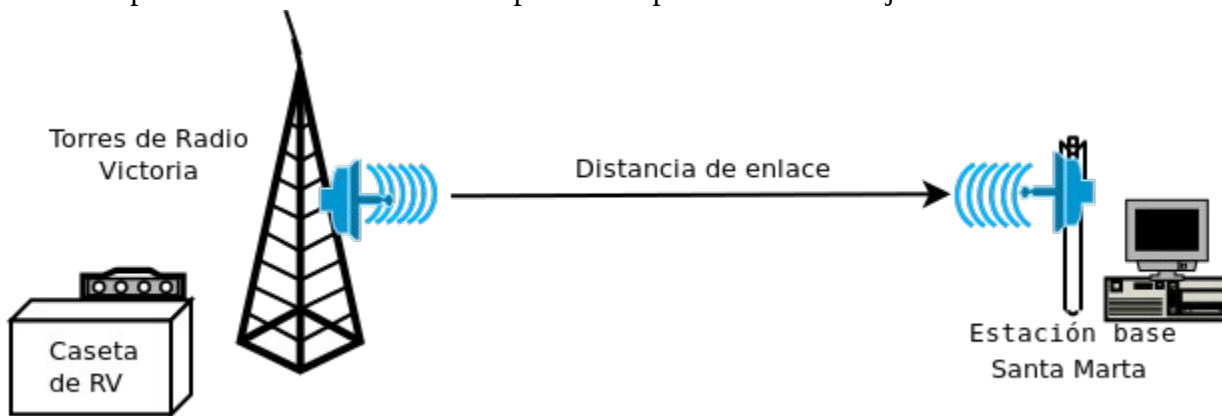 Torres de Radio
Victoria
Distancia de enlace
Caseta
de RV
Estación base
Santa Marta